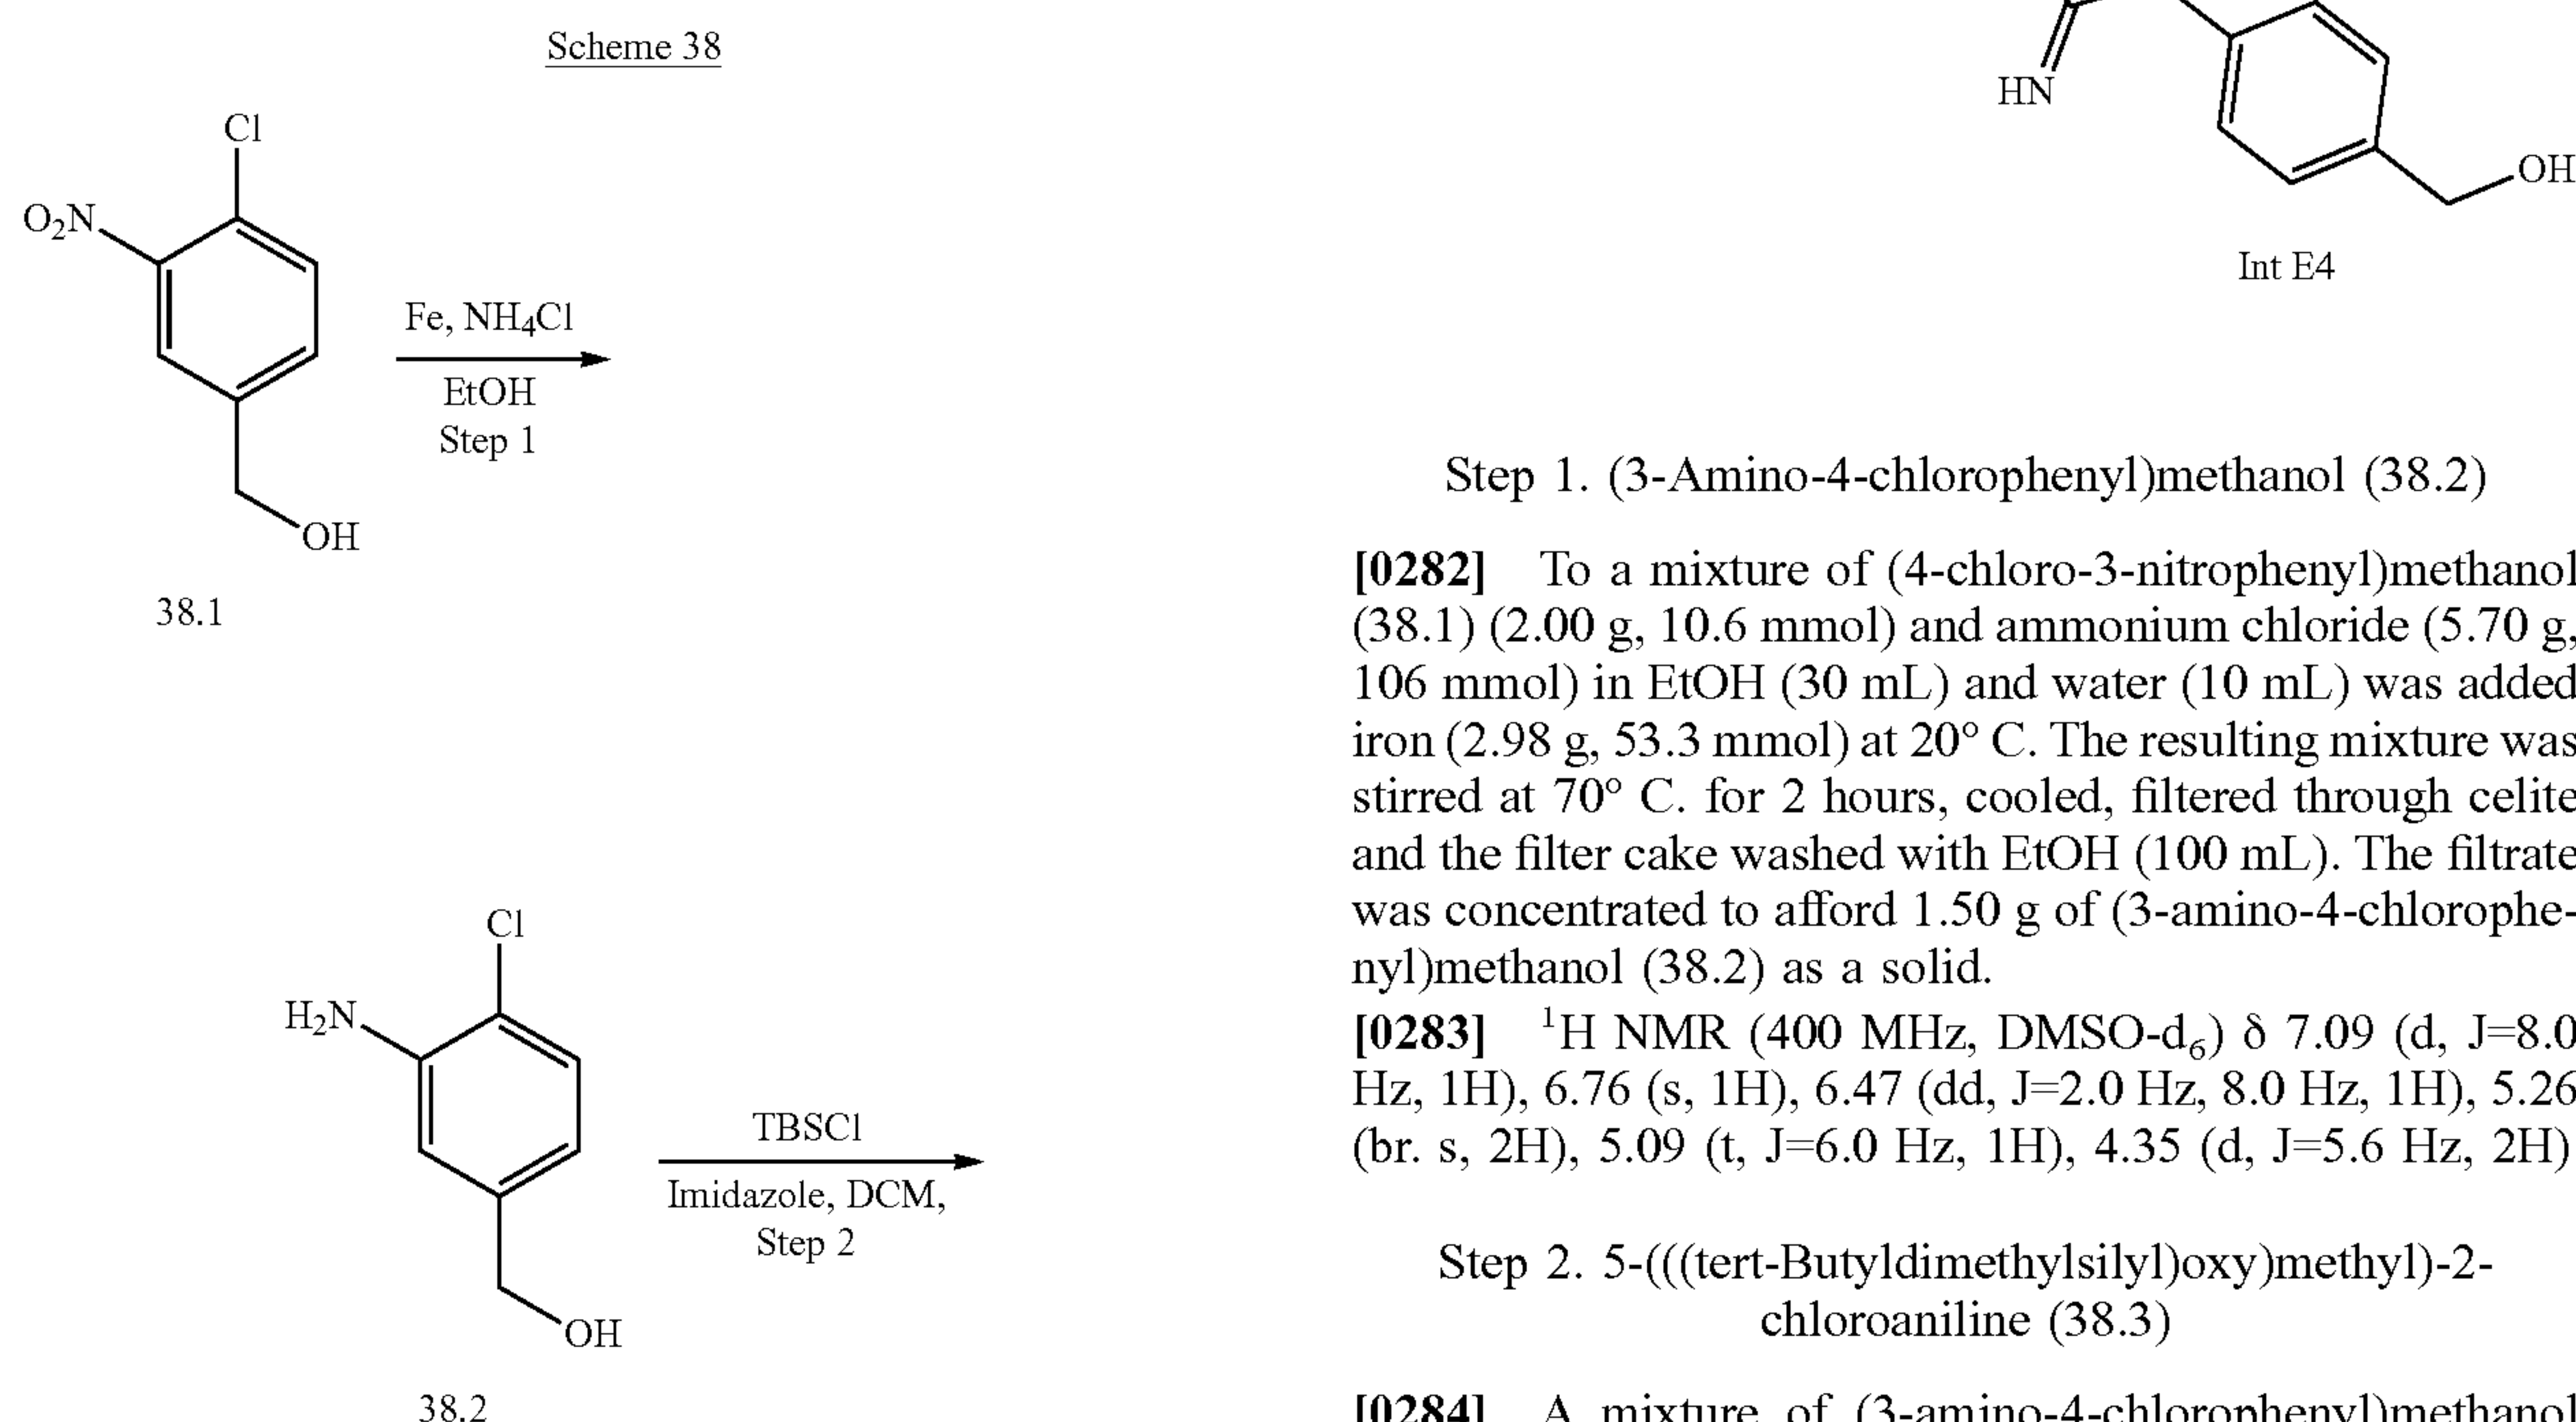 Scheme 38
Cl
O₂N
Fe, NH₄Cl
EtOH
Step 1
OH
38.1
Cl
H₂N
TBSCl
Imidazole, DCM,
Step 2
OH
38.2
HN
OH
Int E4
Step 1. (3-Amino-4-chlorophenyl)methanol (38.2)
[0282] To a mixture of (4-chloro-3-nitrophenyl)methanol
(38.1) (2.00 g, 10.6 mmol) and ammonium chloride (5.70 g,
106 mmol) in EtOH (30 mL) and water (10 mL) was added
iron (2.98 g, 53.3 mmol) at 20° C. The resulting mixture was
stirred at 70° C. for 2 hours, cooled, filtered through celite
and the filter cake washed with EtOH (100 mL). The filtrate
was concentrated to afford 1.50 g of (3-amino-4-chlorophe-
nyl)methanol (38.2) as a solid.
[0283] ¹H NMR (400 MHz, DMSO-d₆) δ 7.09 (d, J=8.0
Hz, 1H), 6.76 (s, 1H), 6.47 (dd, J=2.0 Hz, 8.0 Hz, 1H), 5.26
(br. s, 2H), 5.09 (t, J=6.0 Hz, 1H), 4.35 (d, J=5.6 Hz, 2H)
Step 2. 5-(((tert-Butyldimethylsilyl)oxy)methyl)-2-
chloroaniline (38.3)
[0284] A mixture of (3-amino-4-chlorophenyl)methanol